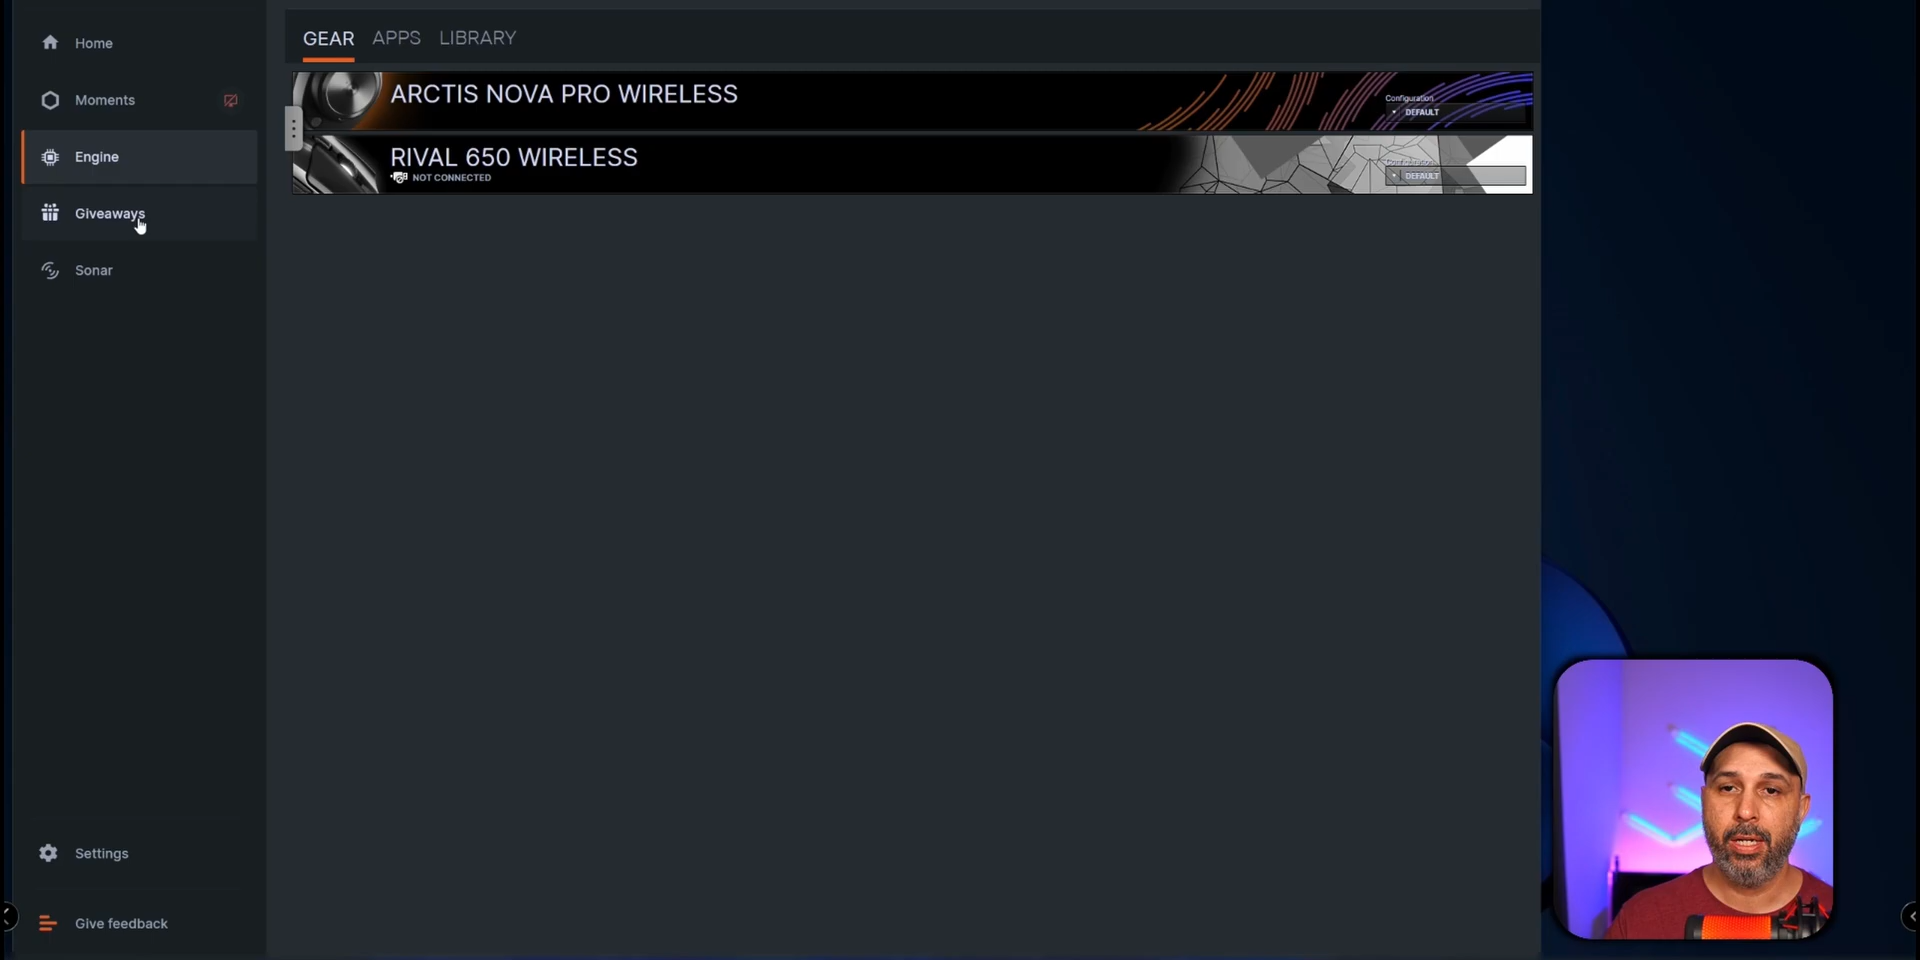 Home
Moments
Engine
Giveaways
Sonar
Settings
Give feedback
GEAR APPS LIBRARY
ARCTIS NOVA PRO WIRELESS
Configuration
DEFAULT
RIVAL 650 WIRELESS
NOT CONNECTED
Configuration
DEFAULT